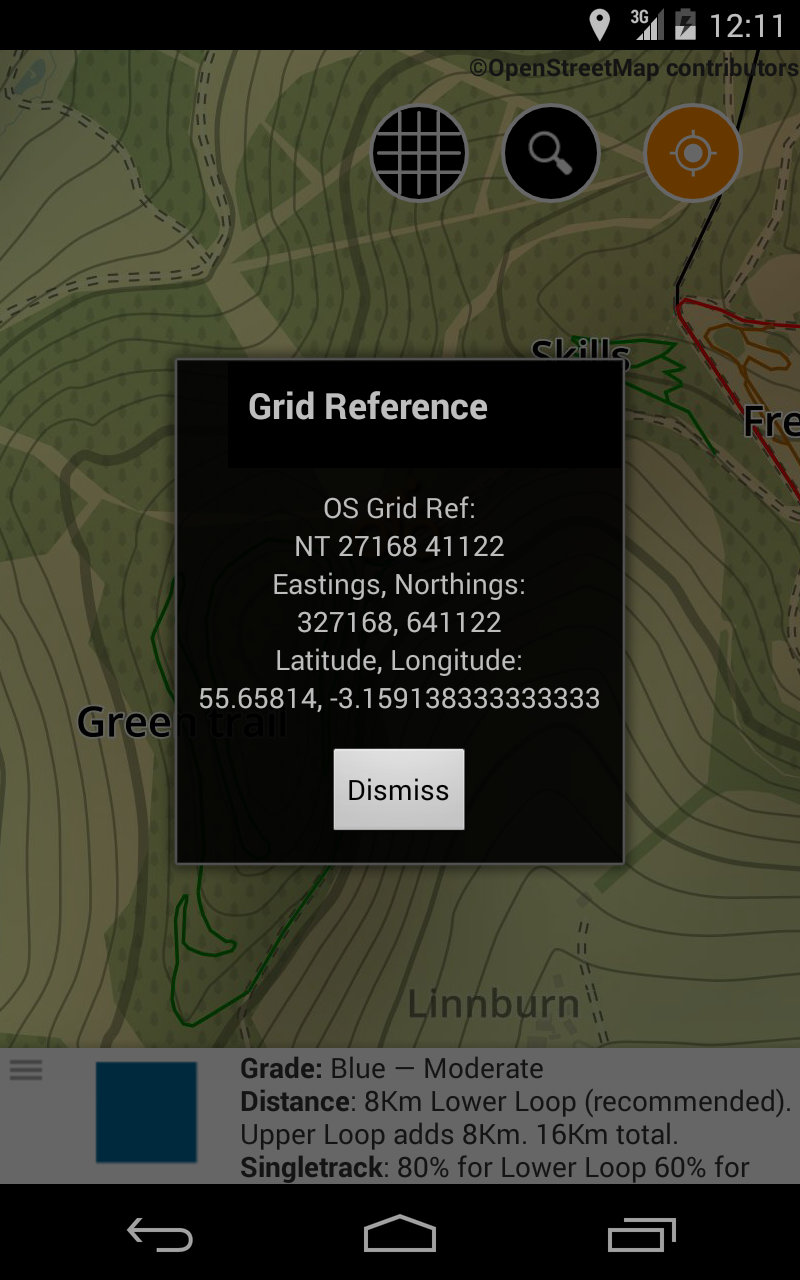 3G 12:11
©OpenStreetMap contributors
Skills
Fre
Grid Reference
OS Grid Ref:
NT 27168 41122
Eastings, Northings:
327168, 641122
Latitude, Longitude:
55.65814, -3.159138333333333
Green trail
Dismiss
Linnburn
Grade: Blue — Moderate
Distance: 8Km Lower Loop (recommended).
Upper Loop adds 8Km. 16Km total.
Singletrack: 80% for Lower Loop 60% for